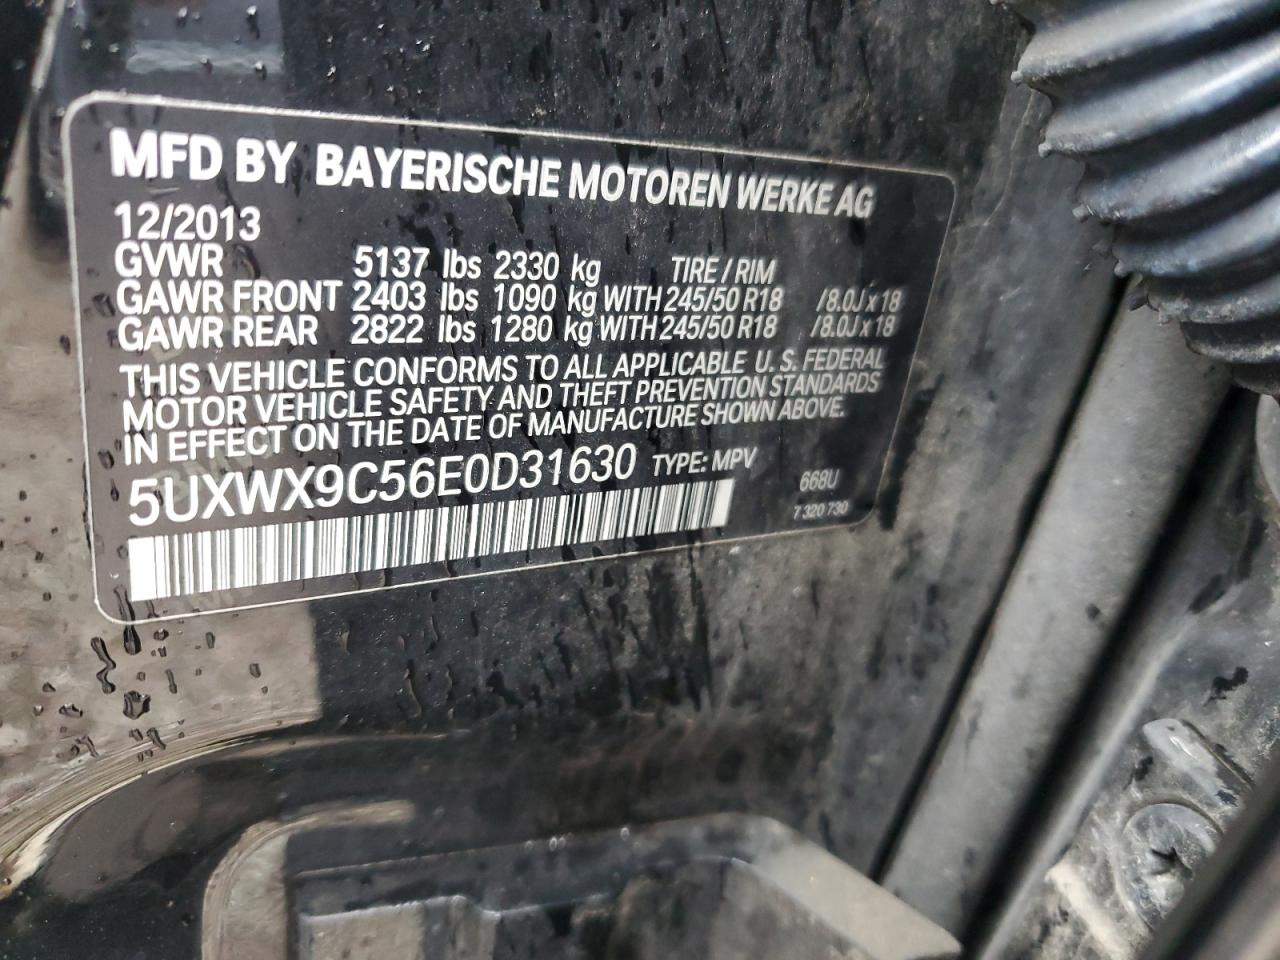 MFD BY BAYERISCHE MOTOREN WERKE AG
12/2013
GVWR 5137 lbs 2330 kg TIRE / RIM
GAWR FRONT 2403 lbs 1090 kg WITH 245/50 R18 /8.0J x 18
GAWR REAR 2822 lbs 1280 kg WITH 245/50 R18 /8.0J x 18
THIS VEHICLE CONFORMS TO ALL APPLICABLE U. S. FEDERAL
MOTOR VEHICLE SAFETY AND THEFT PREVENTION STANDARDS
IN EFFECT ON THE DATE OF MANUFACTURE SHOWN ABOVE.
5UXWX9C56E0D31630 TYPE: MPV
668U
7 320 730